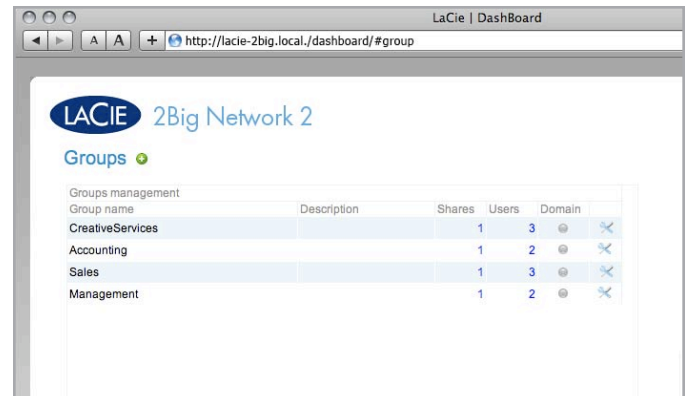 LaCie | DashBoard
A A + http://lacie-2big.local./dashboard/#group
LACIE 2Big Network 2
Groups
Groups management
Group name Description Shares Users Domain
CreativeServices 1 3
Accounting 1 2
Sales 1 3
Management 1 2